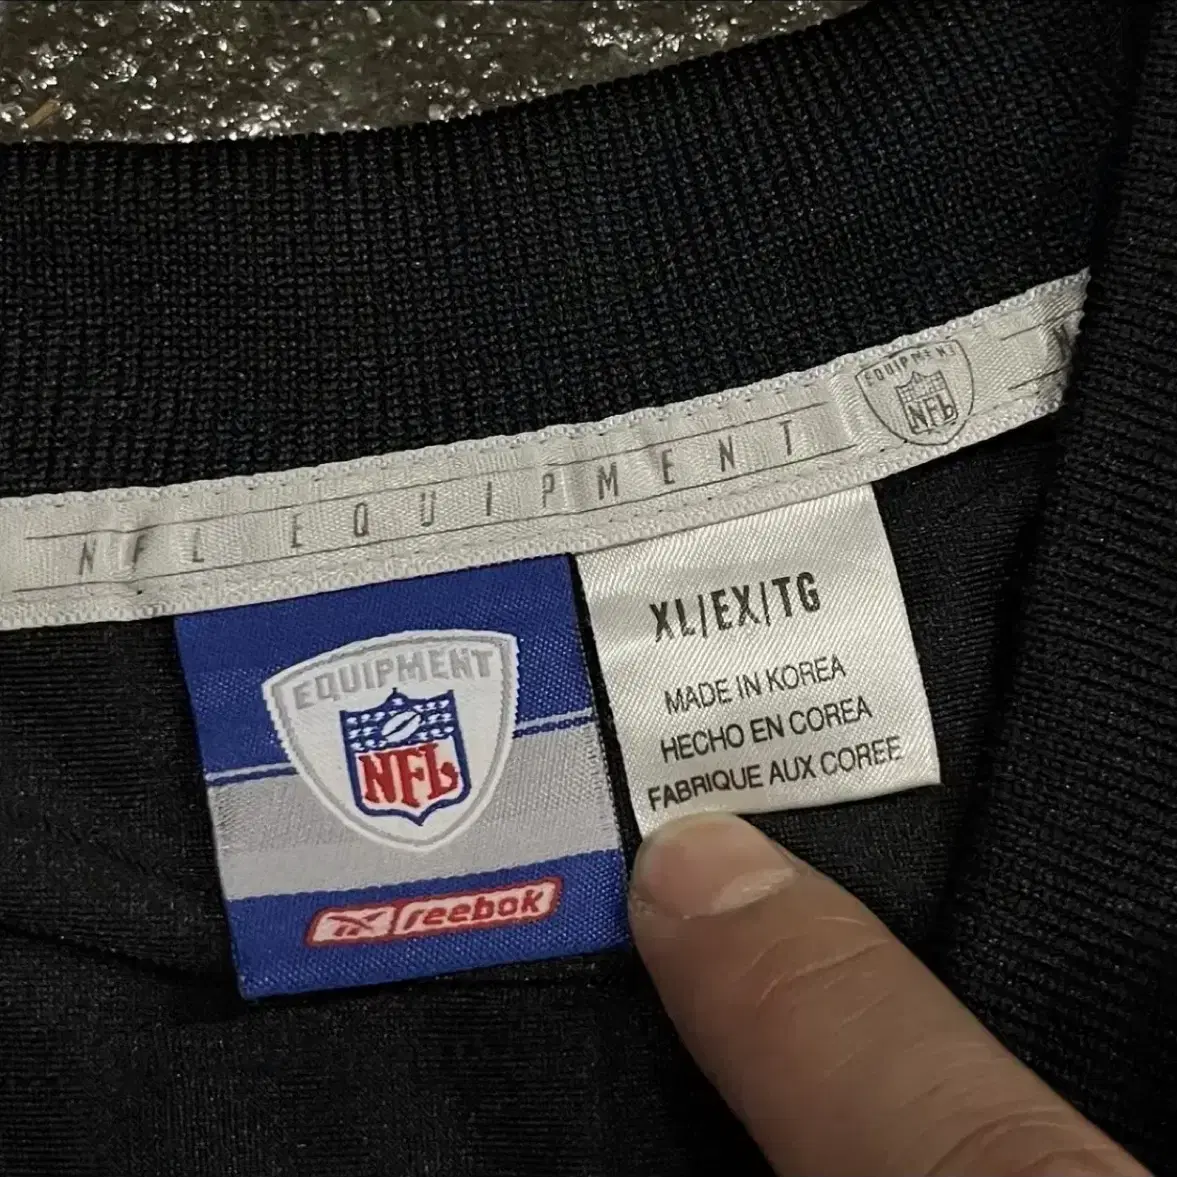 NFL EQUIPMENT
EQUIPMENT
NFL
N
EQUIPMENT
NFL
reebok
XL/EX/TG
MADE IN KOREA
HECHO EN COREA
FABRIQUE AUX COREE